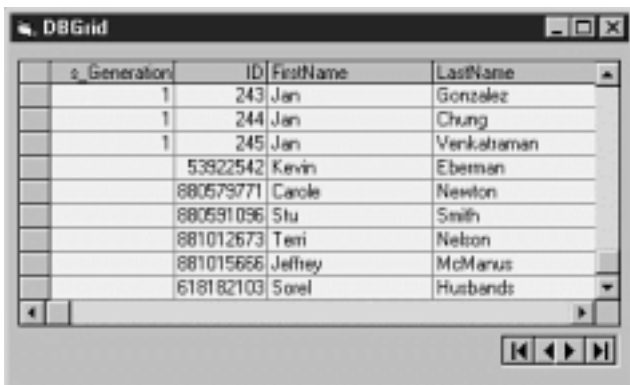 DBGrid
s_Generation ID FirstName LastName
1 243 Jan Gonzalez
1 244 Jan Chung
1 245 Jan Venkatraman
53922542 Kevin Eberman
880579771 Carole Newton
880591096 Stu Smith
881012673 Terri Nelson
881015666 Jeffrey McManus
618182103 Sorel Husbands